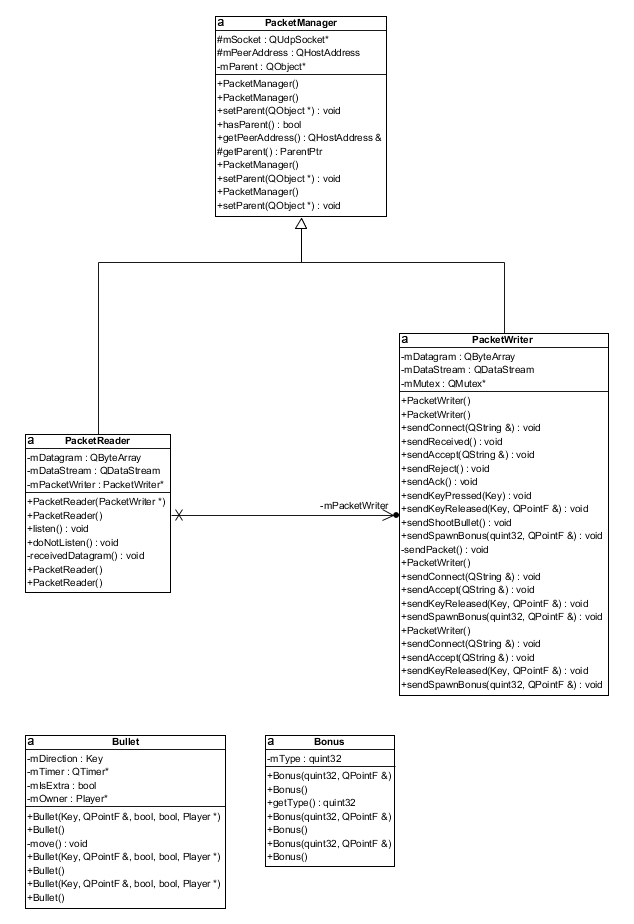 a PacketManager
#mSocket : QUdpSocket*
#mPeerAddress : QHostAddress
-mParent : QObject*
+PacketManager()
+PacketManager()
+setParent(QObject *) : void
+hasParent() : bool
+getPeerAddress() : QHostAddress &
#getParent() : ParentPtr
+PacketManager()
+setParent(QObject *) : void
+PacketManager()
+setParent(QObject *) : void
a PacketWriter
-mDatagram : QByteArray
-mDataStream : QDataStream
-mMutex : QMutex*
+PacketWriter()
+PacketWriter()
+sendConnect(QString &) : void
+sendReceived() : void
+sendAccept(QString &) : void
+sendReject() : void
+sendAck() : void
+sendKeyPressed(Key) : void
+sendKeyReleased(Key, QPointF &) : void
+sendShootBullet() : void
+sendSpawnBonus(quint32, QPointF &) : void
-sendPacket() : void
+PacketWriter()
+sendConnect(QString &) : void
+sendAccept(QString &) : void
+sendKeyReleased(Key, QPointF &) : void
+sendSpawnBonus(quint32, QPointF &) : void
+PacketWriter()
+sendConnect(QString &) : void
+sendAccept(QString &) : void
+sendKeyReleased(Key, QPointF &) : void
+sendSpawnBonus(quint32, QPointF &) : void
a PacketReader
-mDatagram : QByteArray
-mDataStream : QDataStream
-mPacketWriter : PacketWriter*
+PacketReader(PacketWriter *)
+PacketReader()
+listen() : void
+doNotListen() : void
-receivedDatagram() : void
+PacketReader()
+PacketReader()
-mPacketWriter
a Bullet
-mDirection : Key
-mTimer : QTimer*
-mIsExtra : bool
-mOwner : Player*
+Bullet(Key, QPointF &, bool, bool, Player *)
+Bullet()
-move() : void
+Bullet(Key, QPointF &, bool, bool, Player *)
+Bullet()
+Bullet(Key, QPointF &, bool, bool, Player *)
+Bullet()
a Bonus
-mType : quint32
+Bonus(quint32, QPointF &)
+Bonus()
+getType() : quint32
+Bonus(quint32, QPointF &)
+Bonus()
+Bonus(quint32, QPointF &)
+Bonus()